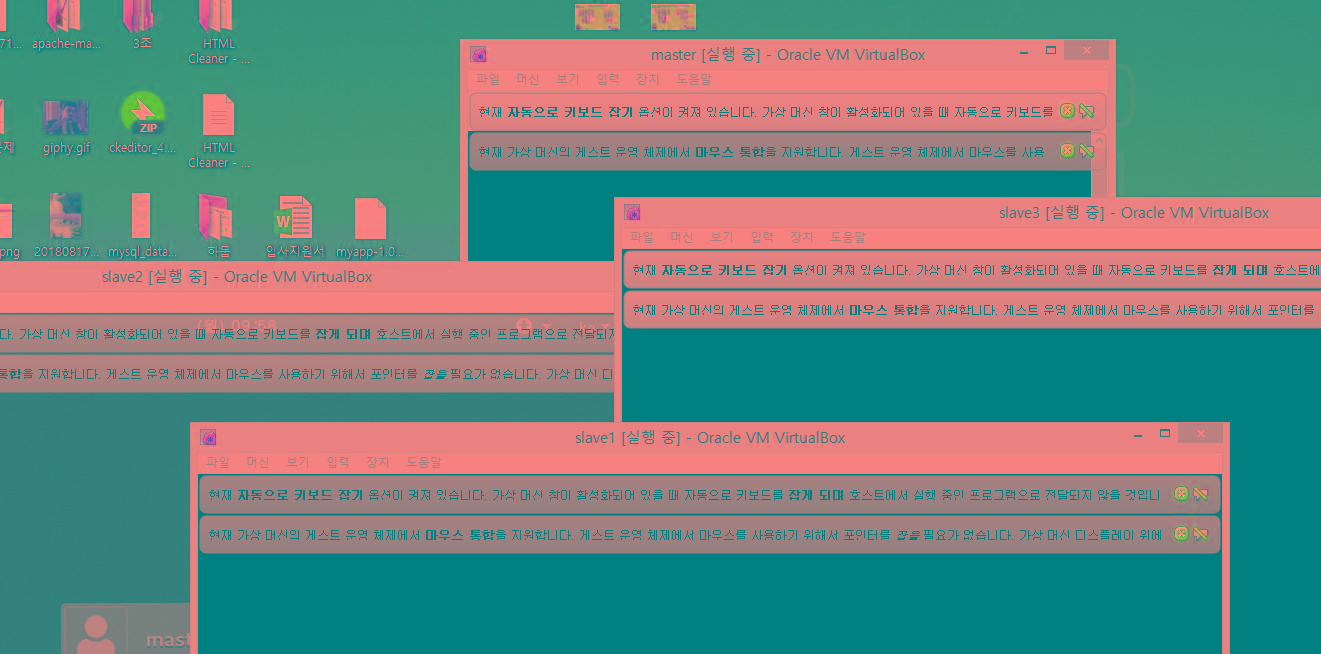 71...
apache-ma...
3조
HTML
Cleaner - ...
제
giphy.gif
ZIP
ckeditor_4....
HTML
Cleaner - ...
png
20180817...
mysql_data...
하둡
W
입사지원서
myapp-1.0...
master [실행 중] - Oracle VM VirtualBox
파일 머신 보기 입력 장치 도움말
현재 자동으로 키보드 잡기 옵션이 켜져 있습니다. 가상 머신 창이 활성화되어 있을 때 자동으로 키보드를
현재 가상 머신의 게스트 운영 체제에서 마우스 통합을 지원합니다. 게스트 운영 체제에서 마우스를 사용
slave3 [실행 중] - Oracle VM VirtualBox
파일 머신 보기 입력 장치 도움말
현재 자동으로 키보드 잡기 옵션이 켜져 있습니다. 가상 머신 창이 활성화되어 있을 때 자동으로 키보드를 잡게 되며 호스트에
현재 가상 머신의 게스트 운영 체제에서 마우스 통합을 지원합니다. 게스트 운영 체제에서 마우스를 사용하기 위해서 포인터를
slave2 [실행 중] - Oracle VM VirtualBox
(월) 09:58
ko
다. 가상 머신 창이 활성화되어 있을 때 자동으로 키보드를 잡게 되며 호스트에서 실행 중인 프로그램으로 전달되지
통합을 지원합니다. 게스트 운영 체제에서 마우스를 사용하기 위해서 포인터를 잡을 필요가 없습니다. 가상 머신 디
slave1 [실행 중] - Oracle VM VirtualBox
파일 머신 보기 입력 장치 도움말
현재 자동으로 키보드 잡기 옵션이 켜져 있습니다. 가상 머신 창이 활성화되어 있을 때 자동으로 키보드를 잡게 되며 호스트에서 실행 중인 프로그램으로 전달되지 않을 것입니
현재 가상 머신의 게스트 운영 체제에서 마우스 통합을 지원합니다. 게스트 운영 체제에서 마우스를 사용하기 위해서 포인터를 잡을 필요가 없습니다. 가상 머신 디스플레이 위에
mast